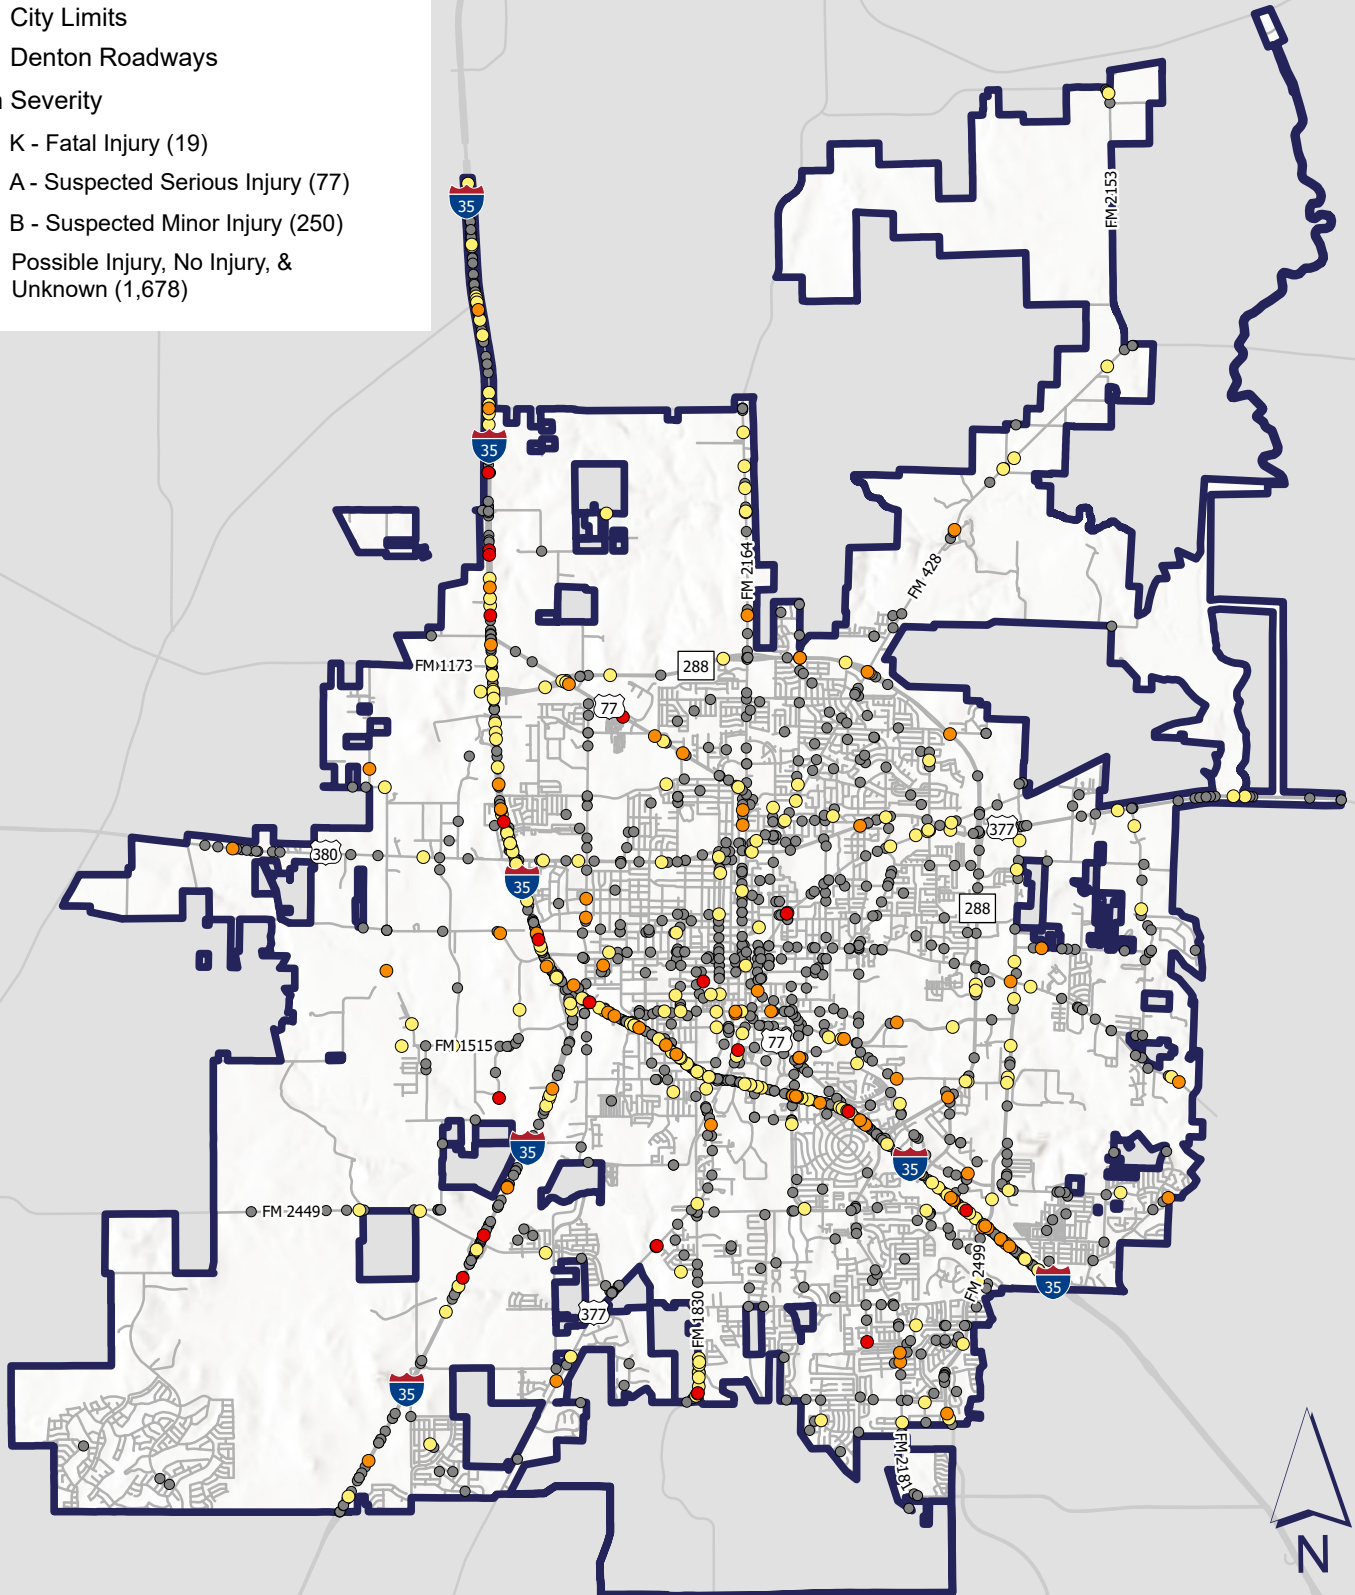 City Limits
Denton Roadways
Severity
K - Fatal Injury (19)
A - Suspected Serious Injury (77)
B - Suspected Minor Injury (250)
Possible Injury, No Injury, &
Unknown (1,678)
FM 2153
35
35
FM 2164
FM 428
FM 1173
288
77
377
380
35
288
FM 1515
77
35
35
FM 2449
FM 2499
35
377
FM 1830
35
FM 2181
N